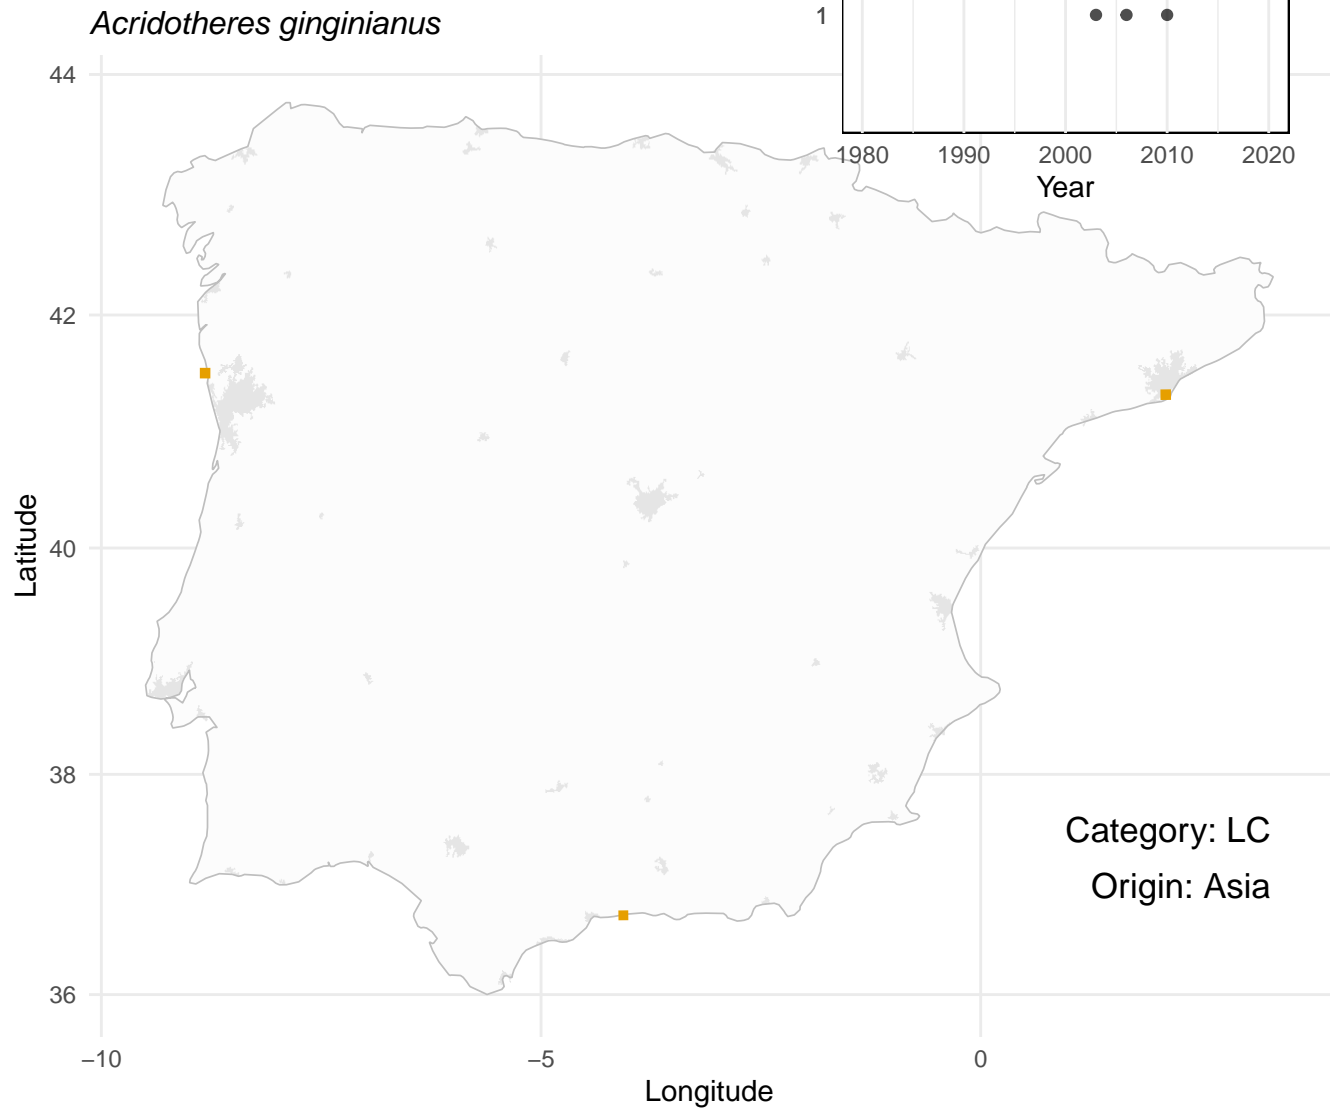 Acridotheres ginginianus
1
1980 1990 2000 2010 2020
Year
44
42
40
38
36
Latitude
Category: LC
Origin: Asia
−10 −5 0
Longitude